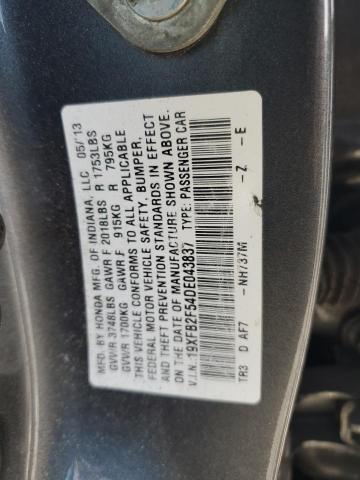 MFD. BY HONDA MFG. OF INDIANA, LLC 05/'13
GVWR 3748LBS GAWR F 2018LBS R 1753LBS
GVWR 1700KG GAWR F 915KG R 795KG
THIS VEHICLE CONFORMS TO ALL APPLICABLE
FEDERAL MOTOR VEHICLE SAFETY, BUMPER,
AND THEFT PREVENTION STANDARDS IN EFFECT
ON THE DATE OF MANUFACTURE SHOWN ABOVE.
V.I.N. 19XFB2F54DE043837 TYPE: PASSENGER CAR
TR3 D AF7 -NH737M -Z -E